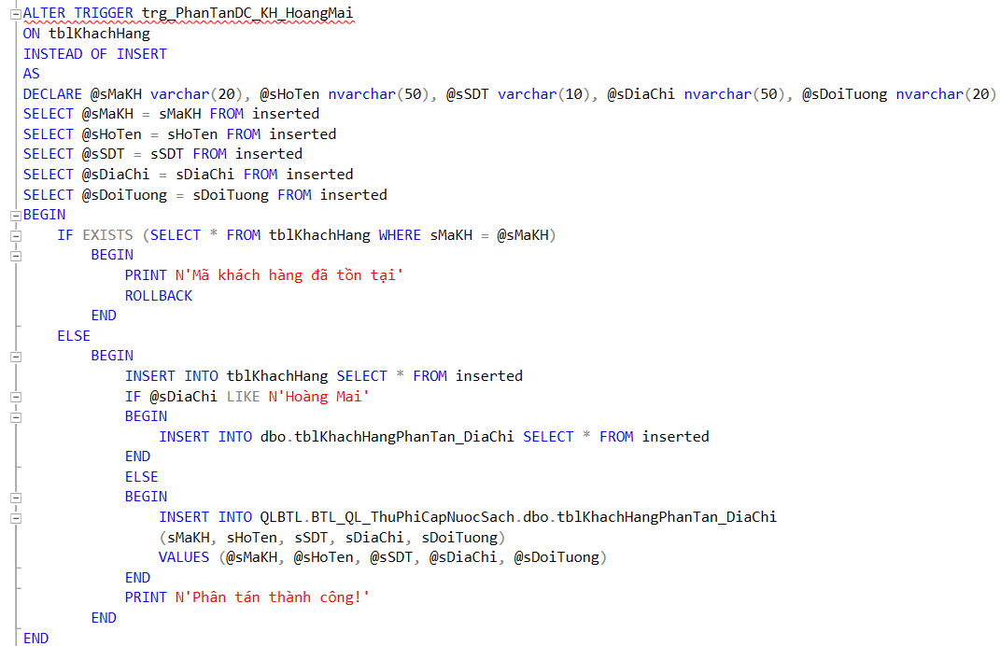 ALTER TRIGGER trg_PhanTanDC_KH_HoangMai
ON tblKhachHang
INSTEAD OF INSERT
AS
DECLARE @sMaKH varchar(20), @sHoTen nvarchar(50), @sSDT varchar(10), @sDiaChi nvarchar(50), @sDoiTuong nvarchar(20)
SELECT @sMaKH = sMaKH FROM inserted
SELECT @sHoTen = sHoTen FROM inserted
SELECT @sSDT = sSDT FROM inserted
SELECT @sDiaChi = sDiaChi FROM inserted
SELECT @sDoiTuong = sDoiTuong FROM inserted
BEGIN
    IF EXISTS (SELECT * FROM tblKhachHang WHERE sMaKH = @sMaKH)
        BEGIN
            PRINT N'Mã khách hàng đã tồn tại'
            ROLLBACK
        END
    ELSE
        BEGIN
            INSERT INTO tblKhachHang SELECT * FROM inserted
            IF @sDiaChi LIKE N'Hoàng Mai'
            BEGIN
                INSERT INTO dbo.tblKhachHangPhanTan_DiaChi SELECT * FROM inserted
            END
            ELSE
            BEGIN
                INSERT INTO QLBTL.BTL_QL_ThuPhiCapNuocSach.dbo.tblKhachHangPhanTan_DiaChi
                (sMaKH, sHoTen, sSDT, sDiaChi, sDoiTuong)
                VALUES (@sMaKH, @sHoTen, @sSDT, @sDiaChi, @sDoiTuong)
            END
            PRINT N'Phân tán thành công!'
        END
END